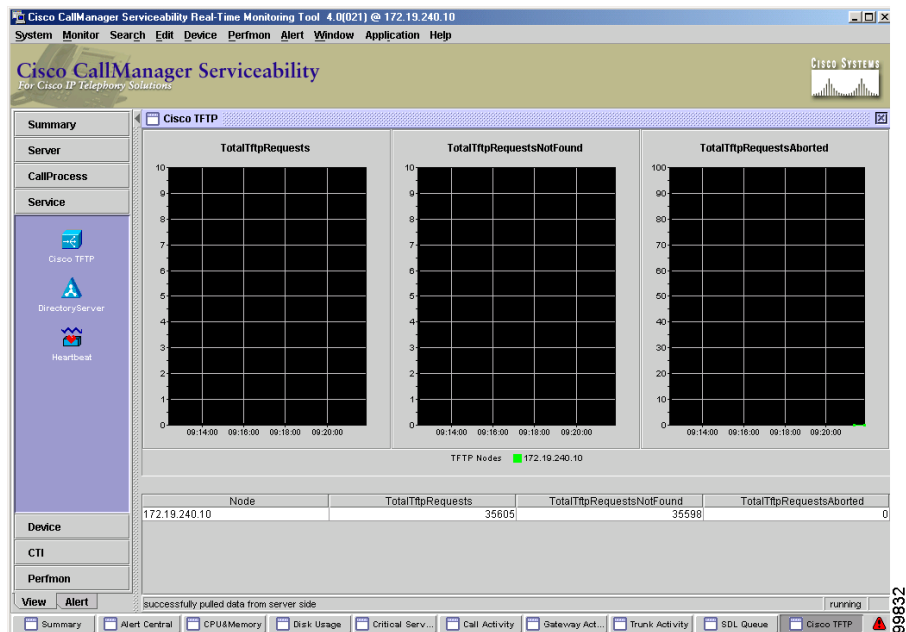 Cisco CallManager Serviceability Real-Time Monitoring Tool 4.0(021) @ 172.19.240.10
System Monitor Search Edit Device Perfmon Alert Window Application Help
Cisco CallManager Serviceability
For Cisco IP Telephony Solutions
CISCO SYSTEMS
Summary
Server
CallProcess
Service
Cisco TFTP
DirectoryServer
Heartbeat
Device
CTI
Perfmon
View Alert
Cisco TFTP
TotalTftpRequests
10
9
8
7
6
5
4
3
2
1
0
09:14:00 09:16:00 09:18:00 09:20:00
TotalTftpRequestsNotFound
10
9
8
7
6
5
4
3
2
1
0
09:14:00 09:16:00 09:18:00 09:20:00
TotalTftpRequestsAborted
100
90
80
70
60
50
40
30
20
10
0
09:14:00 09:16:00 09:18:00 09:20:00
TFTP Nodes 172.19.240.10
Node TotalTftpRequests TotalTftpRequestsNotFound TotalTftpRequestsAborted
172.19.240.10 35605 35598 0
successfully pulled data from server side running
Summary Alert Central CPU&Memory Disk Usage Critical Serv... Call Activity Gateway Act... Trunk Activity SDL Queue Cisco TFTP
99832